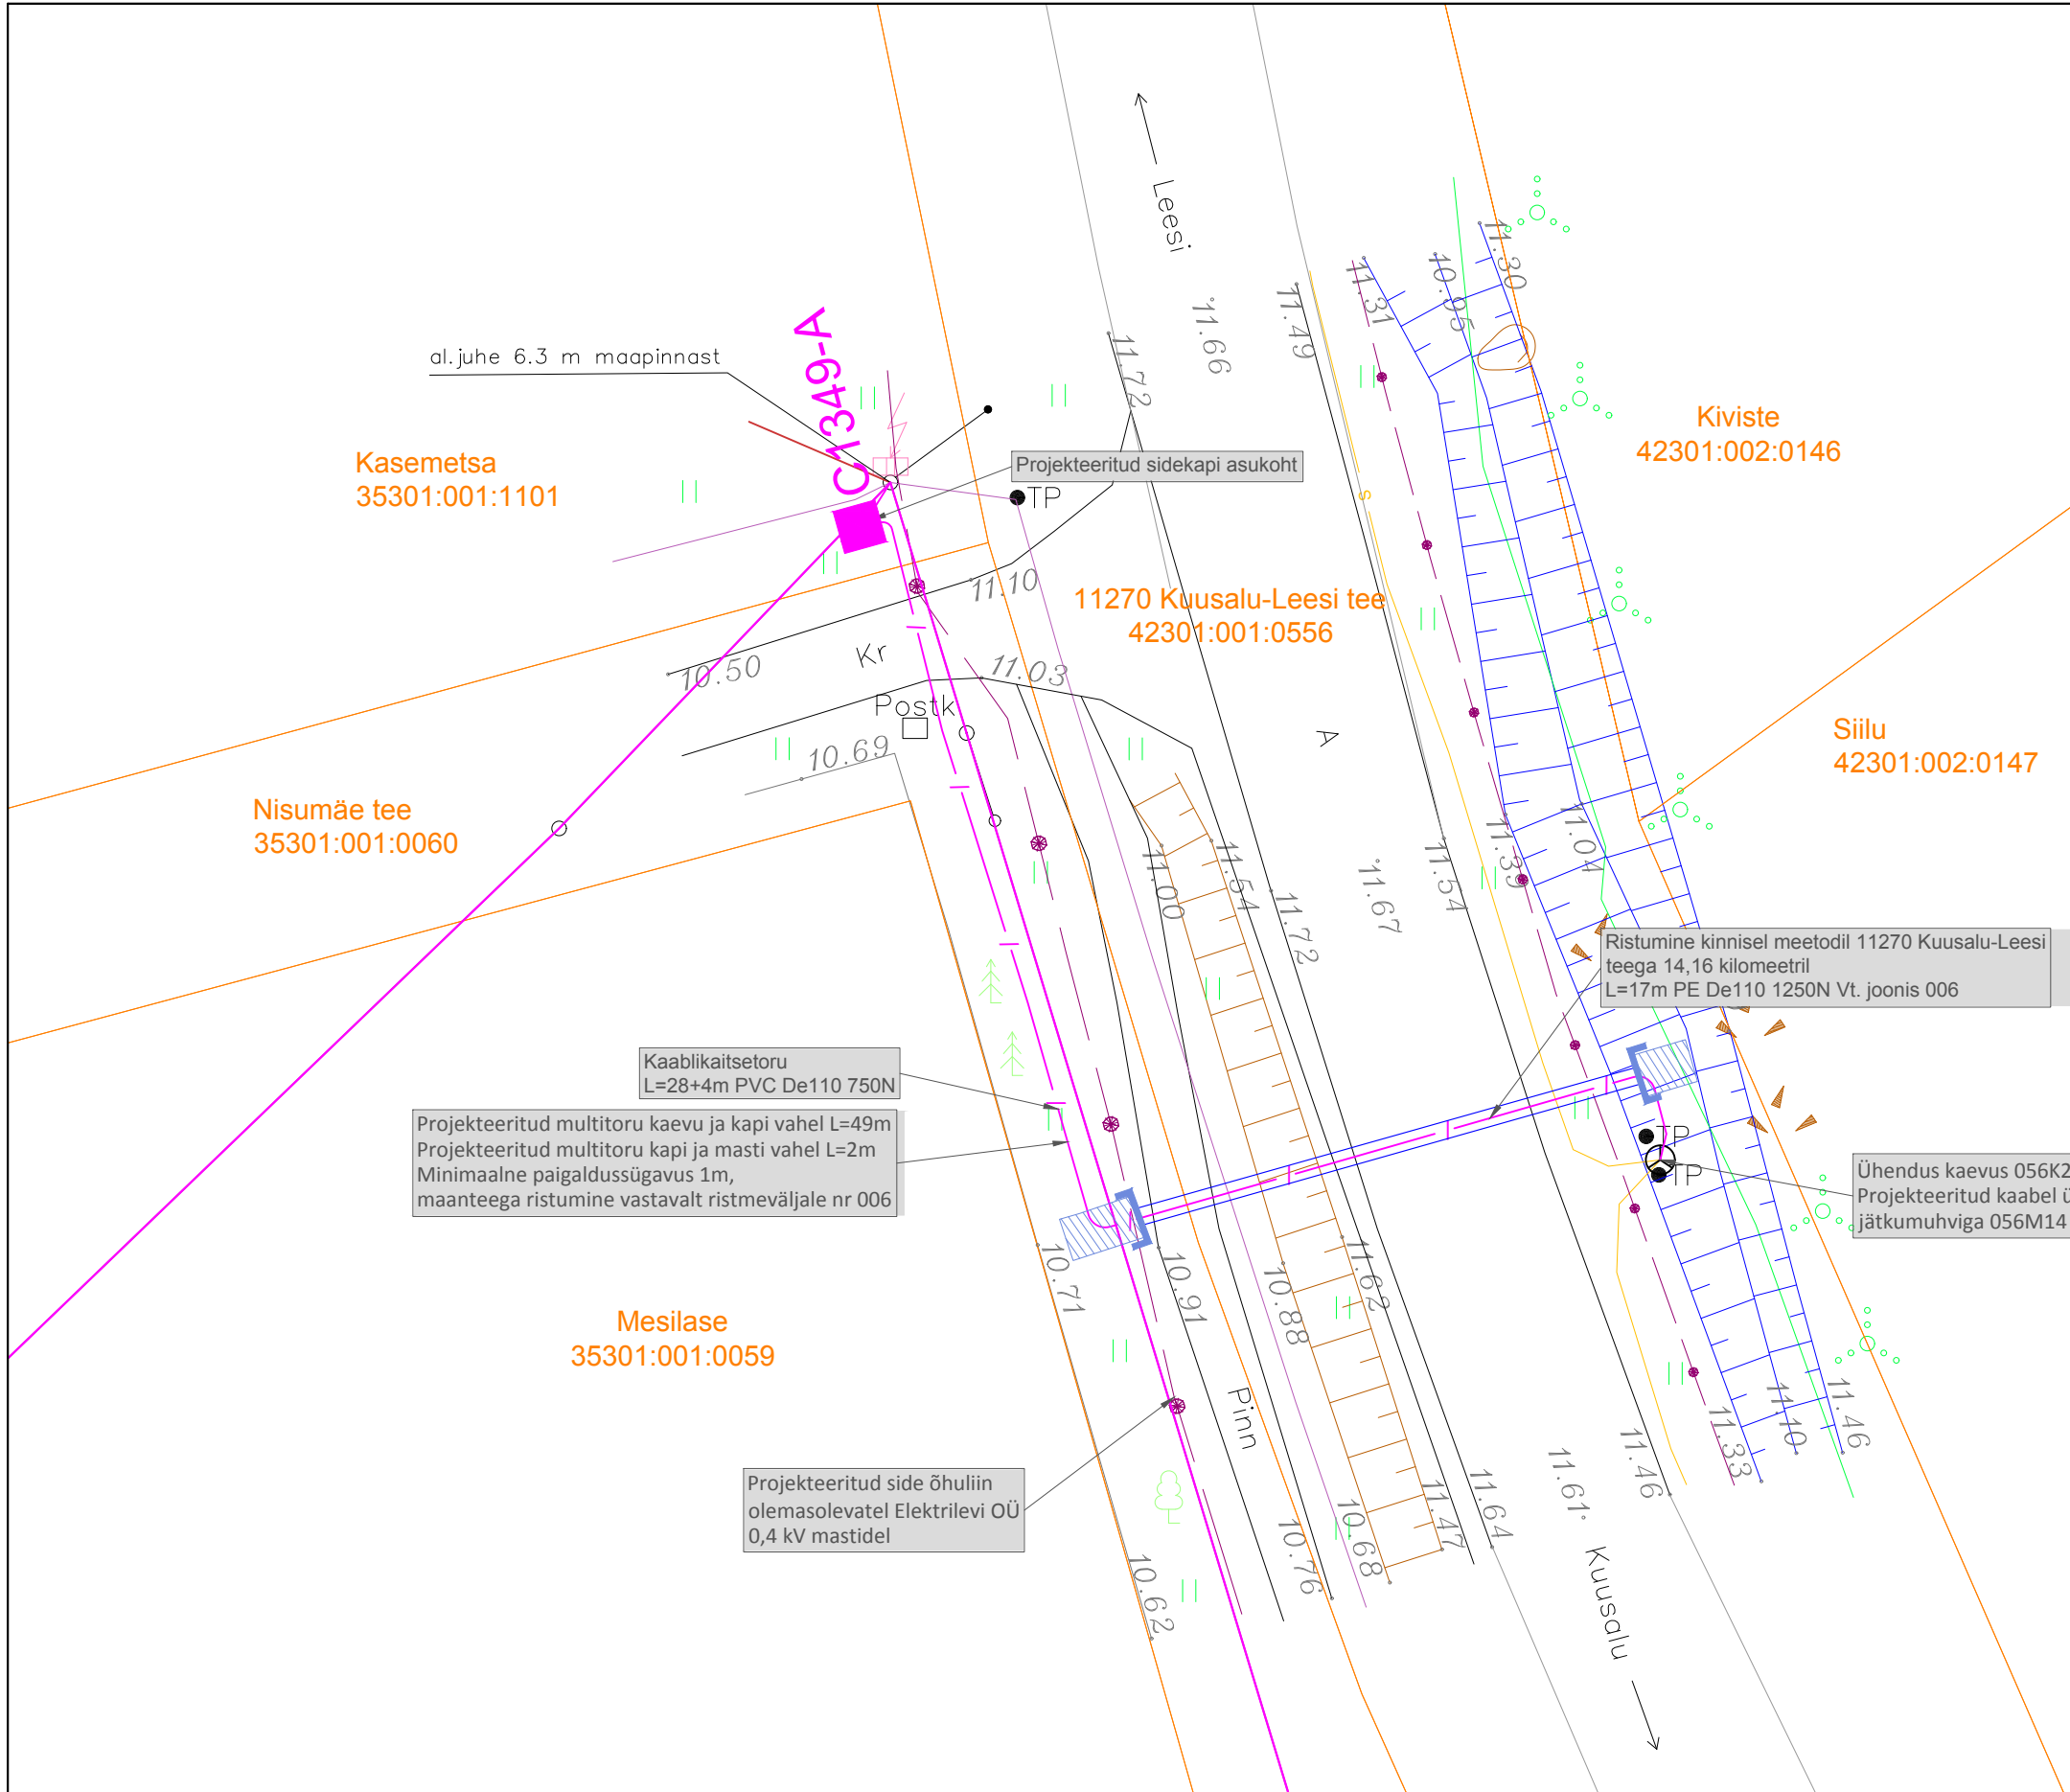 Leesi
11.66
11.49
11.31
10.95
11.30
al.juhe 6.3 m maapinnast
11.72
C1349-A
Kiviste
42301:002:0146
Kasemetsa
35301:001:1101
Projekteeritud sidekapi asukoht
TP
s
11.10
11270 Kuusalu-Leesi tee
42301:001:0556
Kr
10.50
11.03
Postk
10.69
A
Siilu
42301:002:0147
Nisumäe tee
35301:001:0060
11.00
11.54
11.72
11.67
11.54
11.39
11.04
Ristumine kinnisel meetodil 11270 Kuusalu-Leesi
teega 14,16 kilomeetril
L=17m PE De110 1250N Vt. joonis 006
Kaablikaitsetoru
L=28+4m PVC De110 750N
Projekteeritud multitoru kaevu ja kapi vahel L=49m
Projekteeritud multitoru kapi ja masti vahel L=2m
Minimaalne paigaldussügavus 1m,
maanteega ristumine vastavalt ristmeväljale nr 006
TP
TP
Ühendus kaevus 056K2
Projekteeritud kaabel ü
jätkumuhviga 056M14
10.71
10.91
10.88
11.62
Mesilase
35301:001:0059
Pinn
11.33
11.10
11.46
Projekteeritud side õhuliin
olemasolevatel Elektrilevi OÜ
0,4 kV mastidel
10.62
10.76
10.68
11.47
11.64
11.61
11.46
Kuusalu